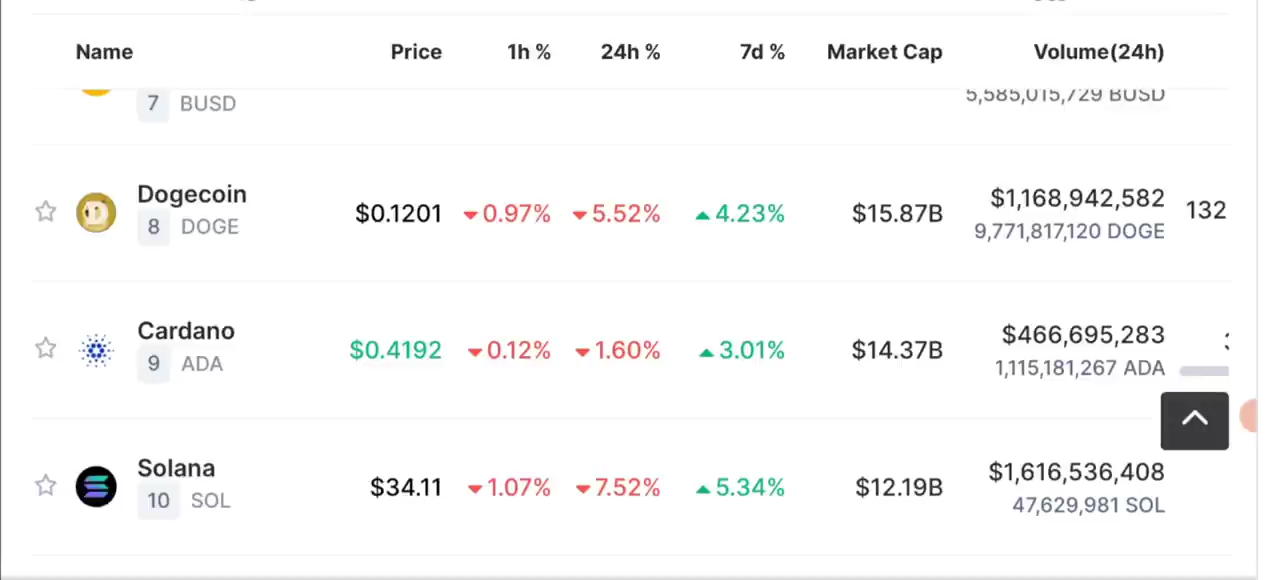 Name Price 1h % 24h % 7d % Market Cap Volume(24h)
7 BUSD 5,585,015,729 BUSD
Dogecoin
8 DOGE
$0.1201 0.97% 5.52% 4.23% $15.87B $1,168,942,582
9,771,817,120 DOGE
132
Cardano
9 ADA
$0.4192 0.12% 1.60% 3.01% $14.37B $466,695,283
1,115,181,267 ADA
Solana
10 SOL
$34.11 1.07% 7.52% 5.34% $12.19B $1,616,536,408
47,629,981 SOL